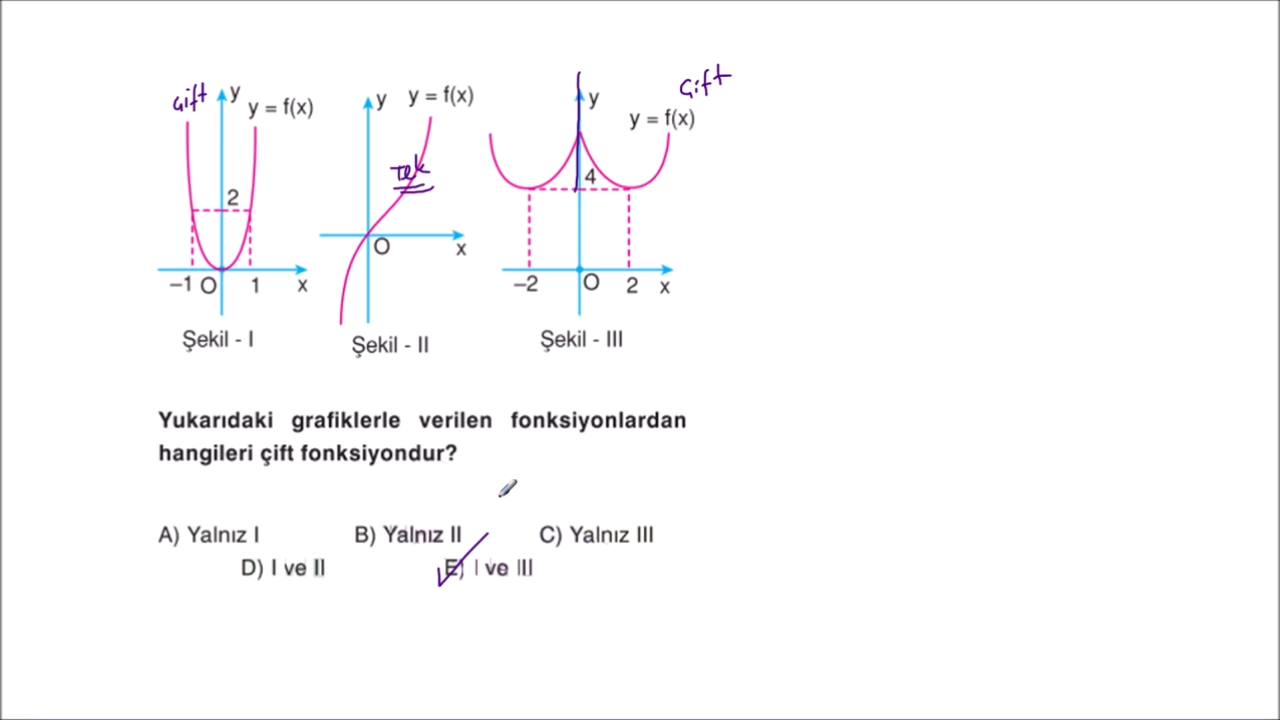 çift y y = f(x)
2
-1 O 1 x
Şekil - I
y y = f(x)
Tek
O x
Şekil - II
çift
y y = f(x)
4
-2 O 2 x
Şekil - III
Yukarıdaki grafiklerle verilen fonksiyonlardan
hangileri çift fonksiyondur?
A) Yalnız I B) Yalnız II C) Yalnız III
D) I ve II E) I ve III